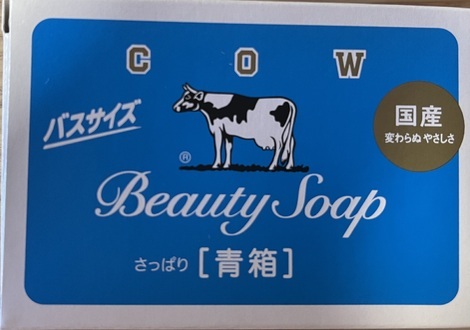 C O W
バスサイズ
国産
変わらぬ やさしさ
®
Beauty Soap
さっぱり [青箱]